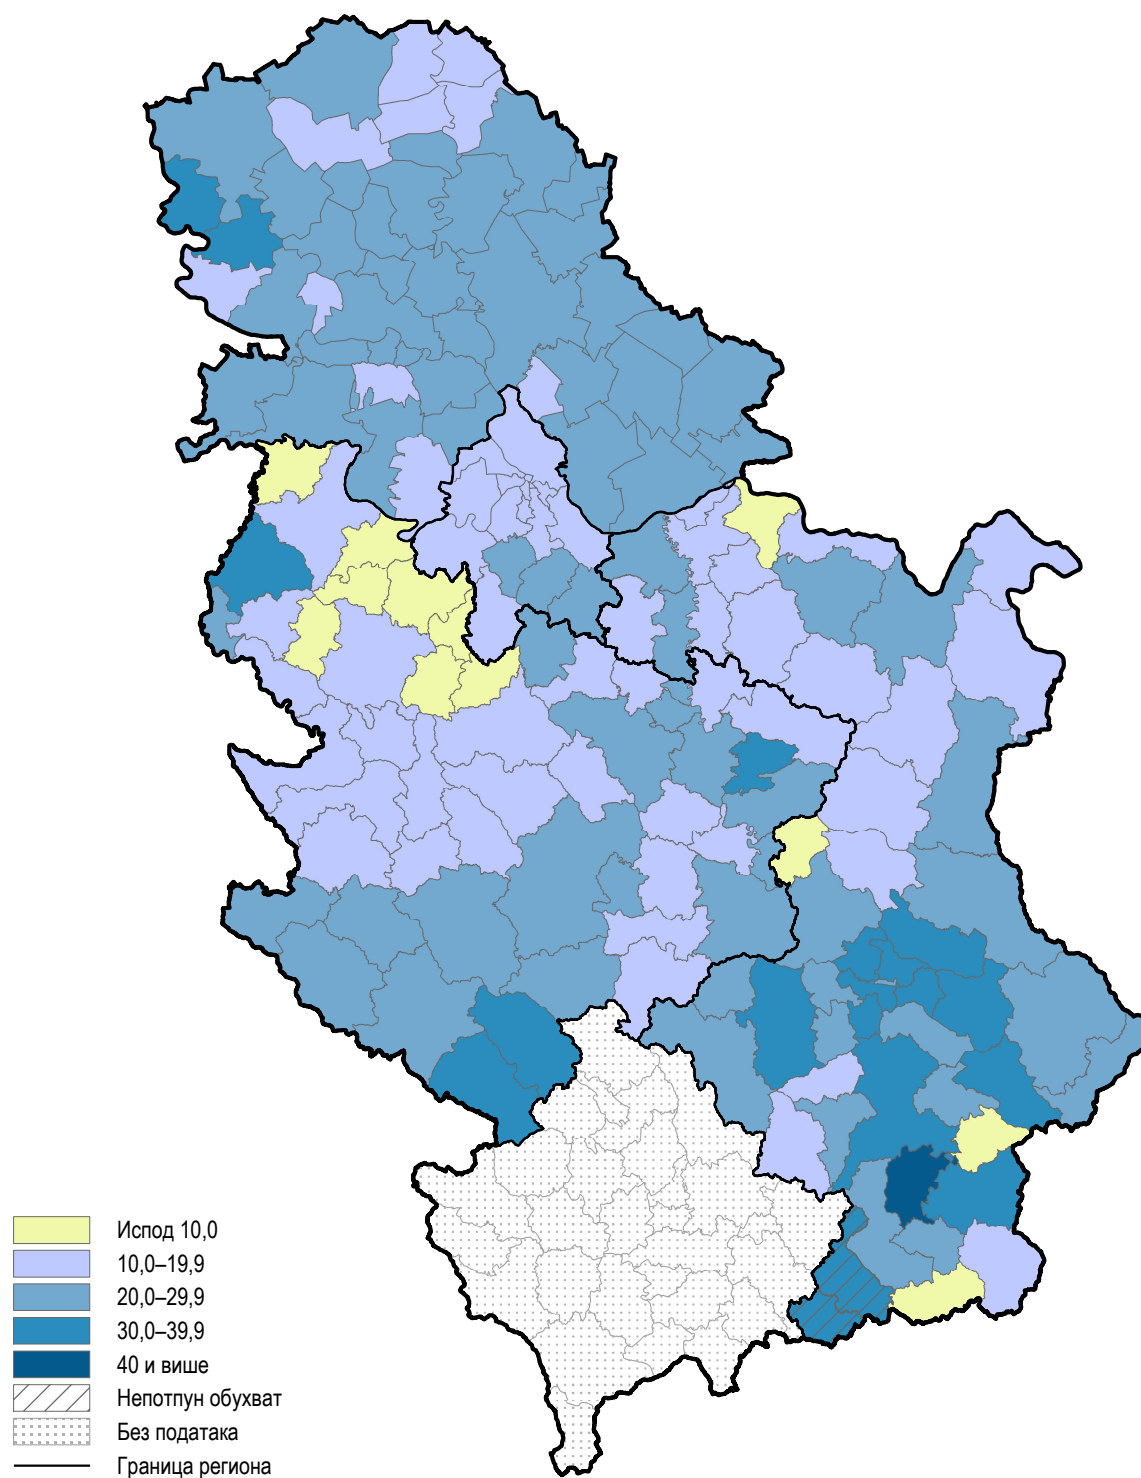 Испод 10,0
10,0–19,9
20,0–29,9
30,0–39,9
40 и више
Непотпун обухват
Без података
Граница региона